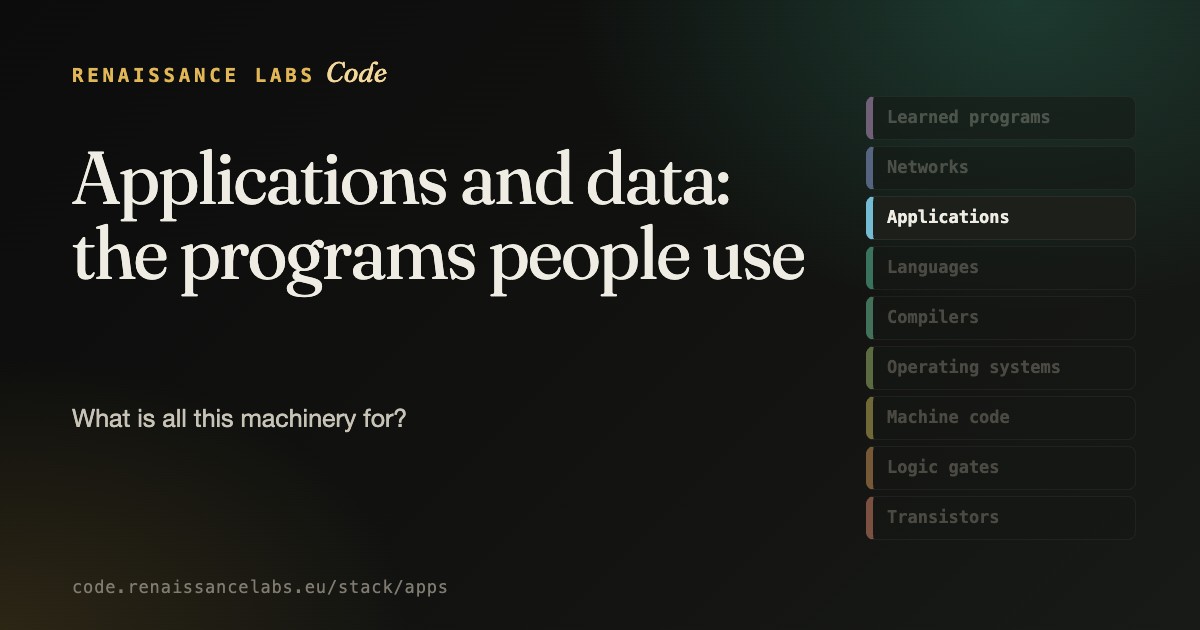 RENAISSANCE LABS Code
Applications and data:
the programs people use
What is all this machinery for?
code.renaissancelabs.eu/stack/apps
Learned programs
Networks
Applications
Languages
Compilers
Operating systems
Machine code
Logic gates
Transistors